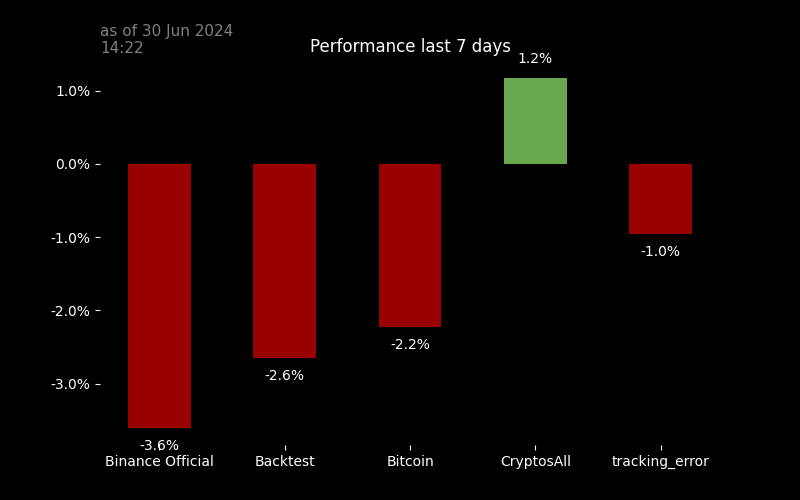 as of 30 Jun 2024
14:22
Performance last 7 days
1.2%
1.0%
0.0%
-1.0%
-1.0%
-2.0%
-2.2%
-2.6%
-3.0%
-3.6%
Binance Official
Backtest
Bitcoin
CryptosAll
tracking_error